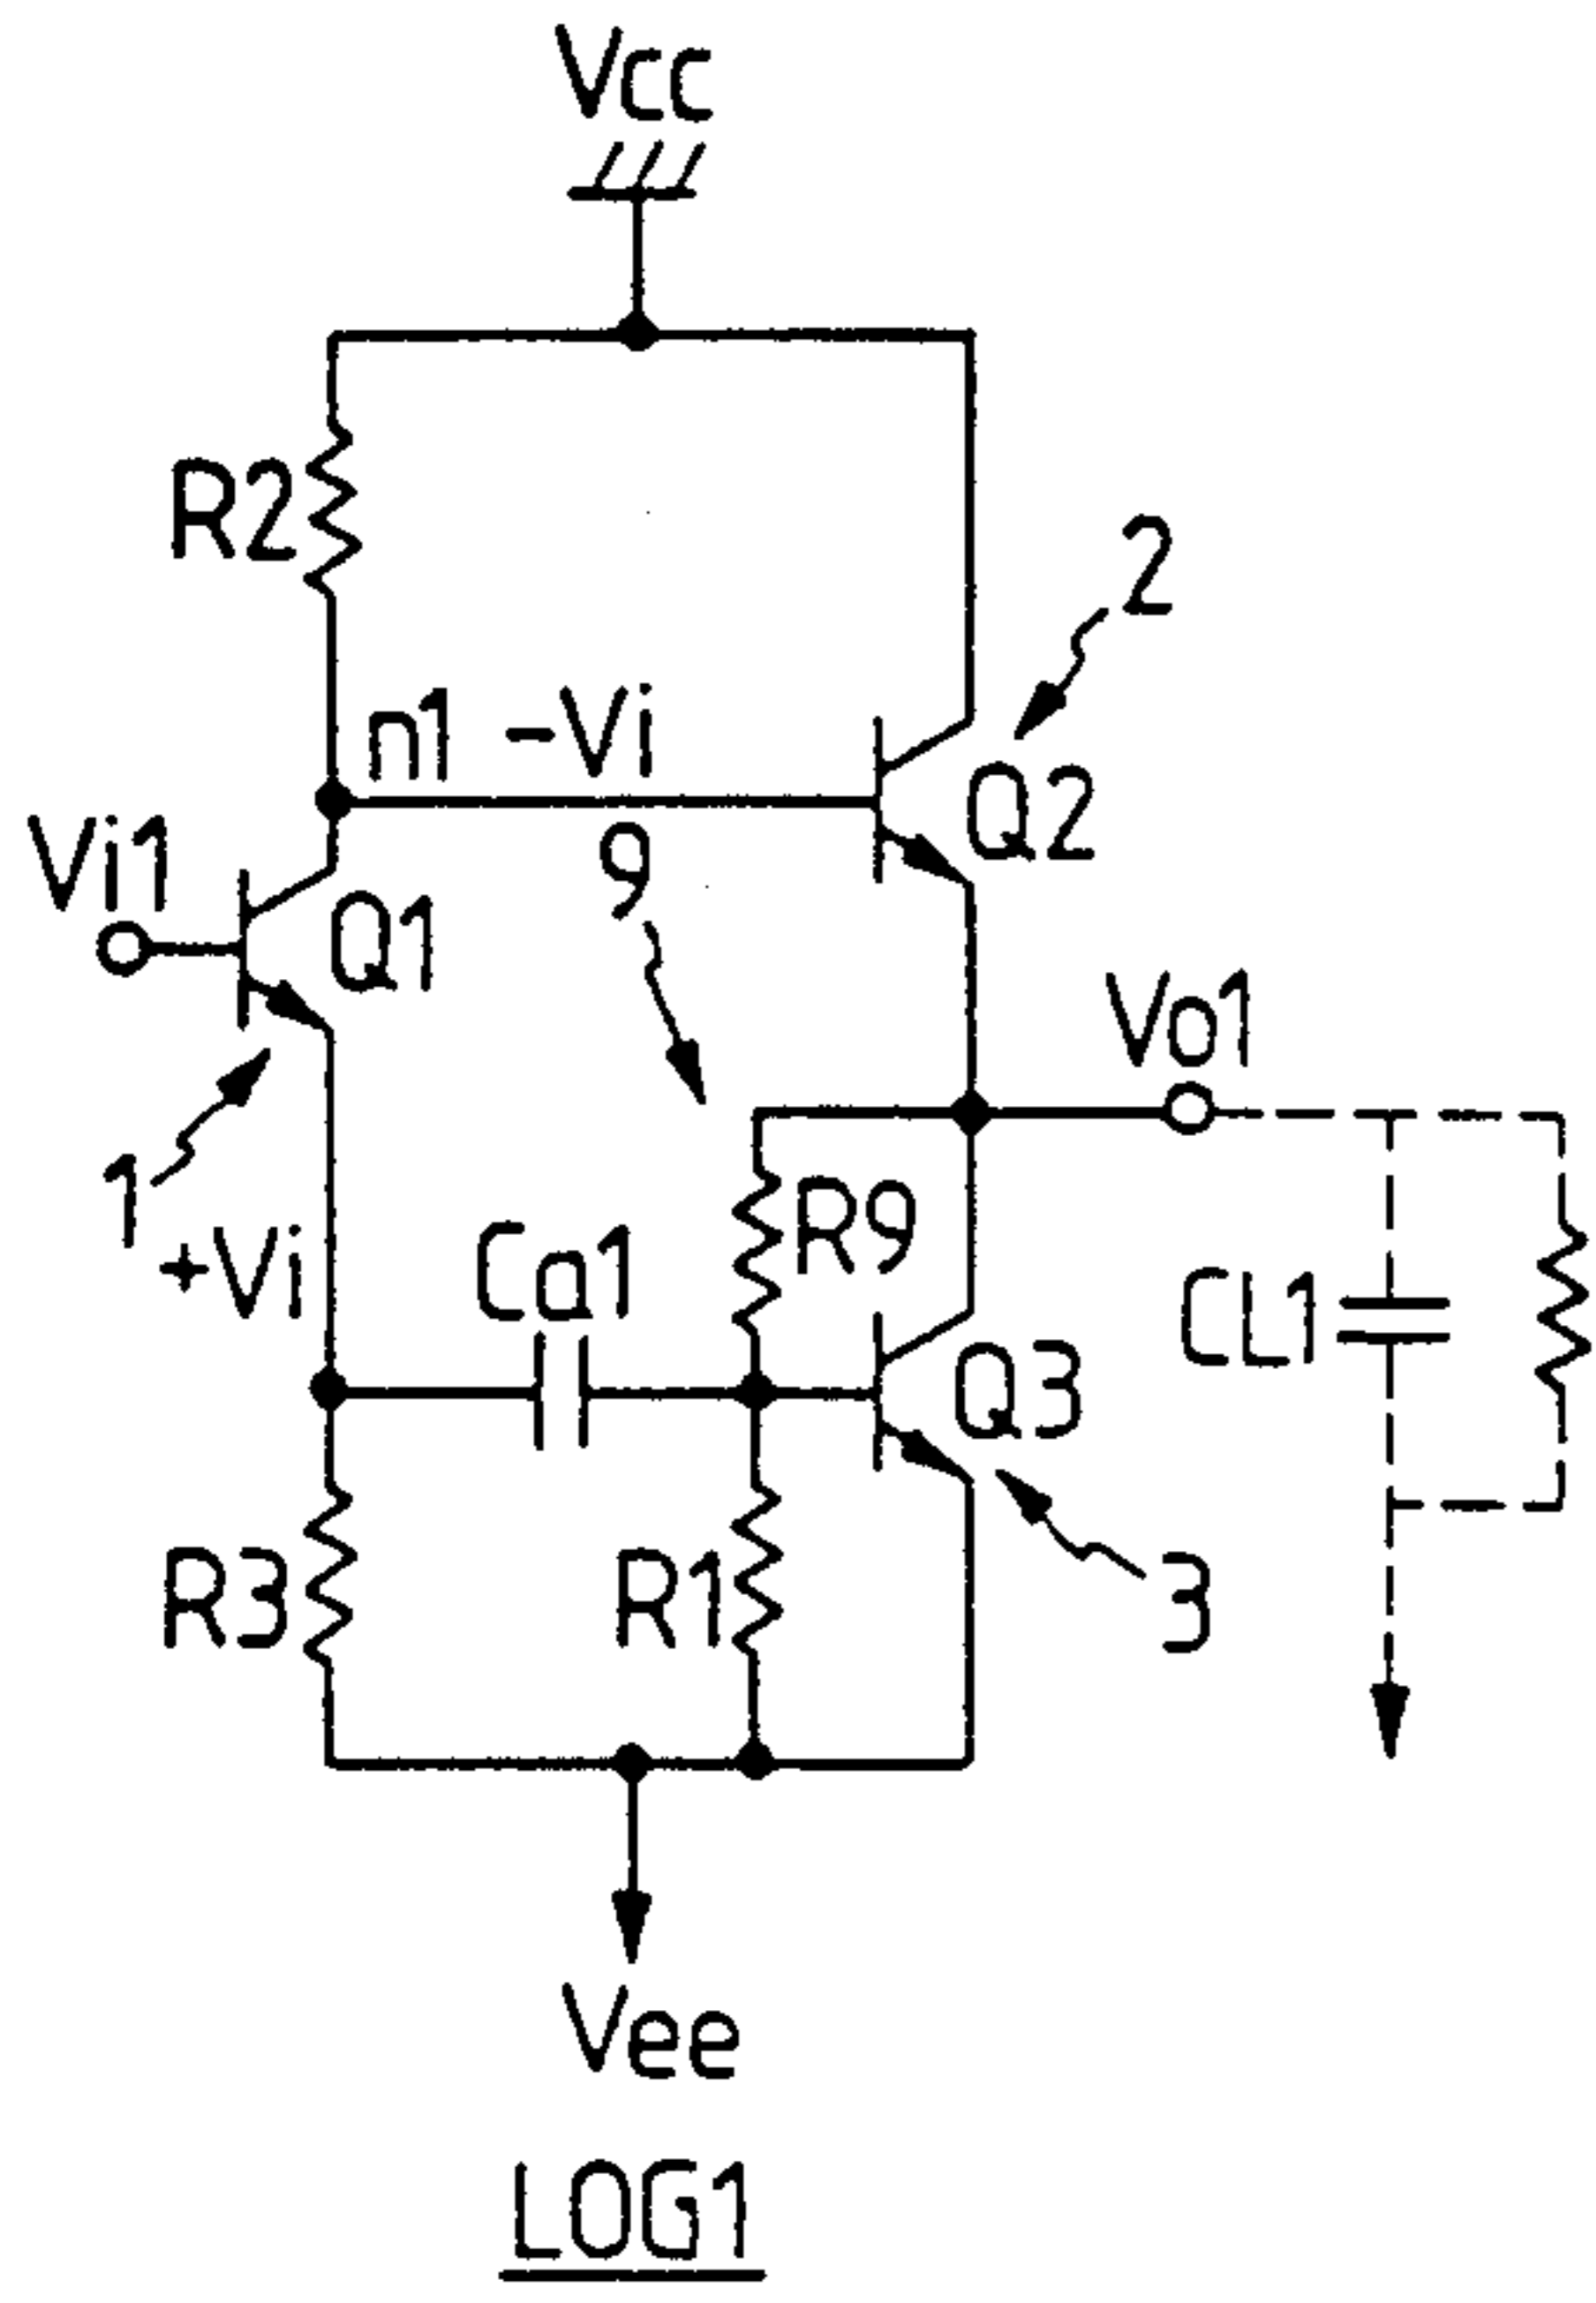 Vcc
R2
2
n1 -Vi
Q2
Vi1
9
Q1
Vo1
1
R9
+Vi
Ca1
CL1
Q3
R3
R1
3
Vee
LOG1